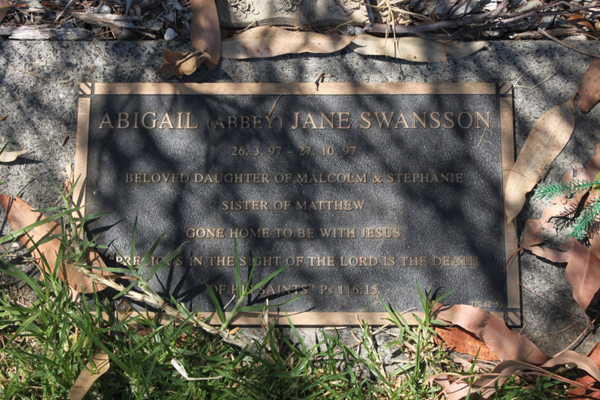 ABIGAIL (ABBEY) JANE SWANSSON
26. 3. 97 - 27. 10. 97
BELOVED DAUGHTER OF MALCOLM & STEPHANIE
SISTER OF MATTHEW
GONE HOME TO BE WITH JESUS
"PRECIOUS IN THE SIGHT OF THE LORD IS THE DEATH
OF HIS SAINTS" Ps 116:15